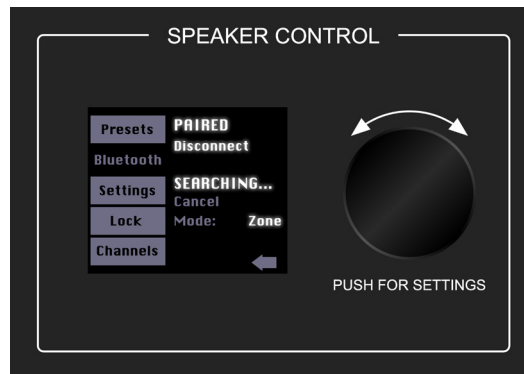 SPEAKER CONTROL
Presets
Bluetooth
Settings
Lock
Channels
PAIRED
Disconnect
SEARCHING...
Cancel
Mode: Zone
PUSH FOR SETTINGS